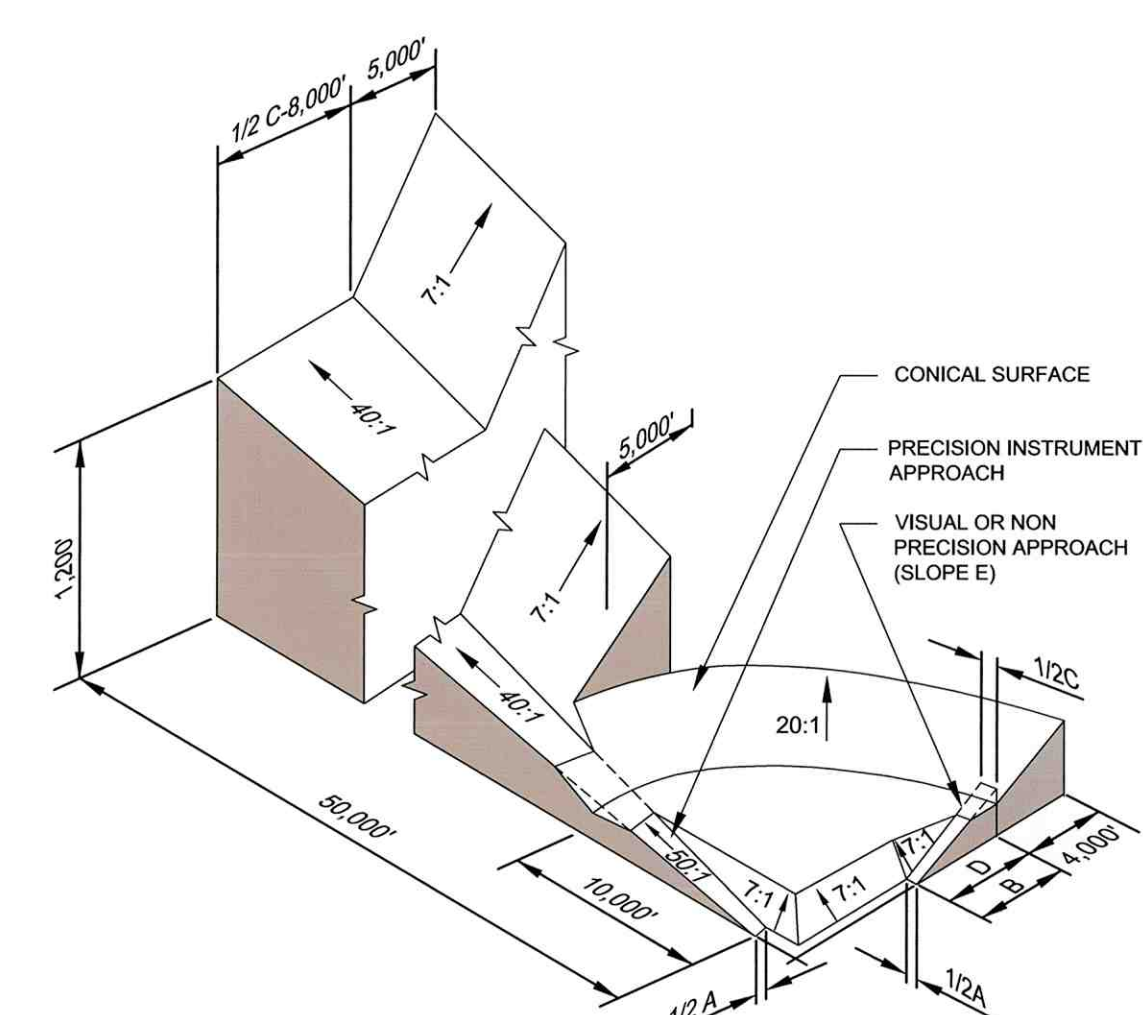 5,000'
1/2 C-8,000'
7:1
40:1
CONICAL SURFACE
5,000'
PRECISION INSTRUMENT
APPROACH
VISUAL OR NON
PRECISION APPROACH
(SLOPE E)
1,200'
7:1
40:1
1/2C
20:1
50,000'
50:1
7:1
4,000'
D
B
10,000'
7:1
7:1
1/2 A
1/2A